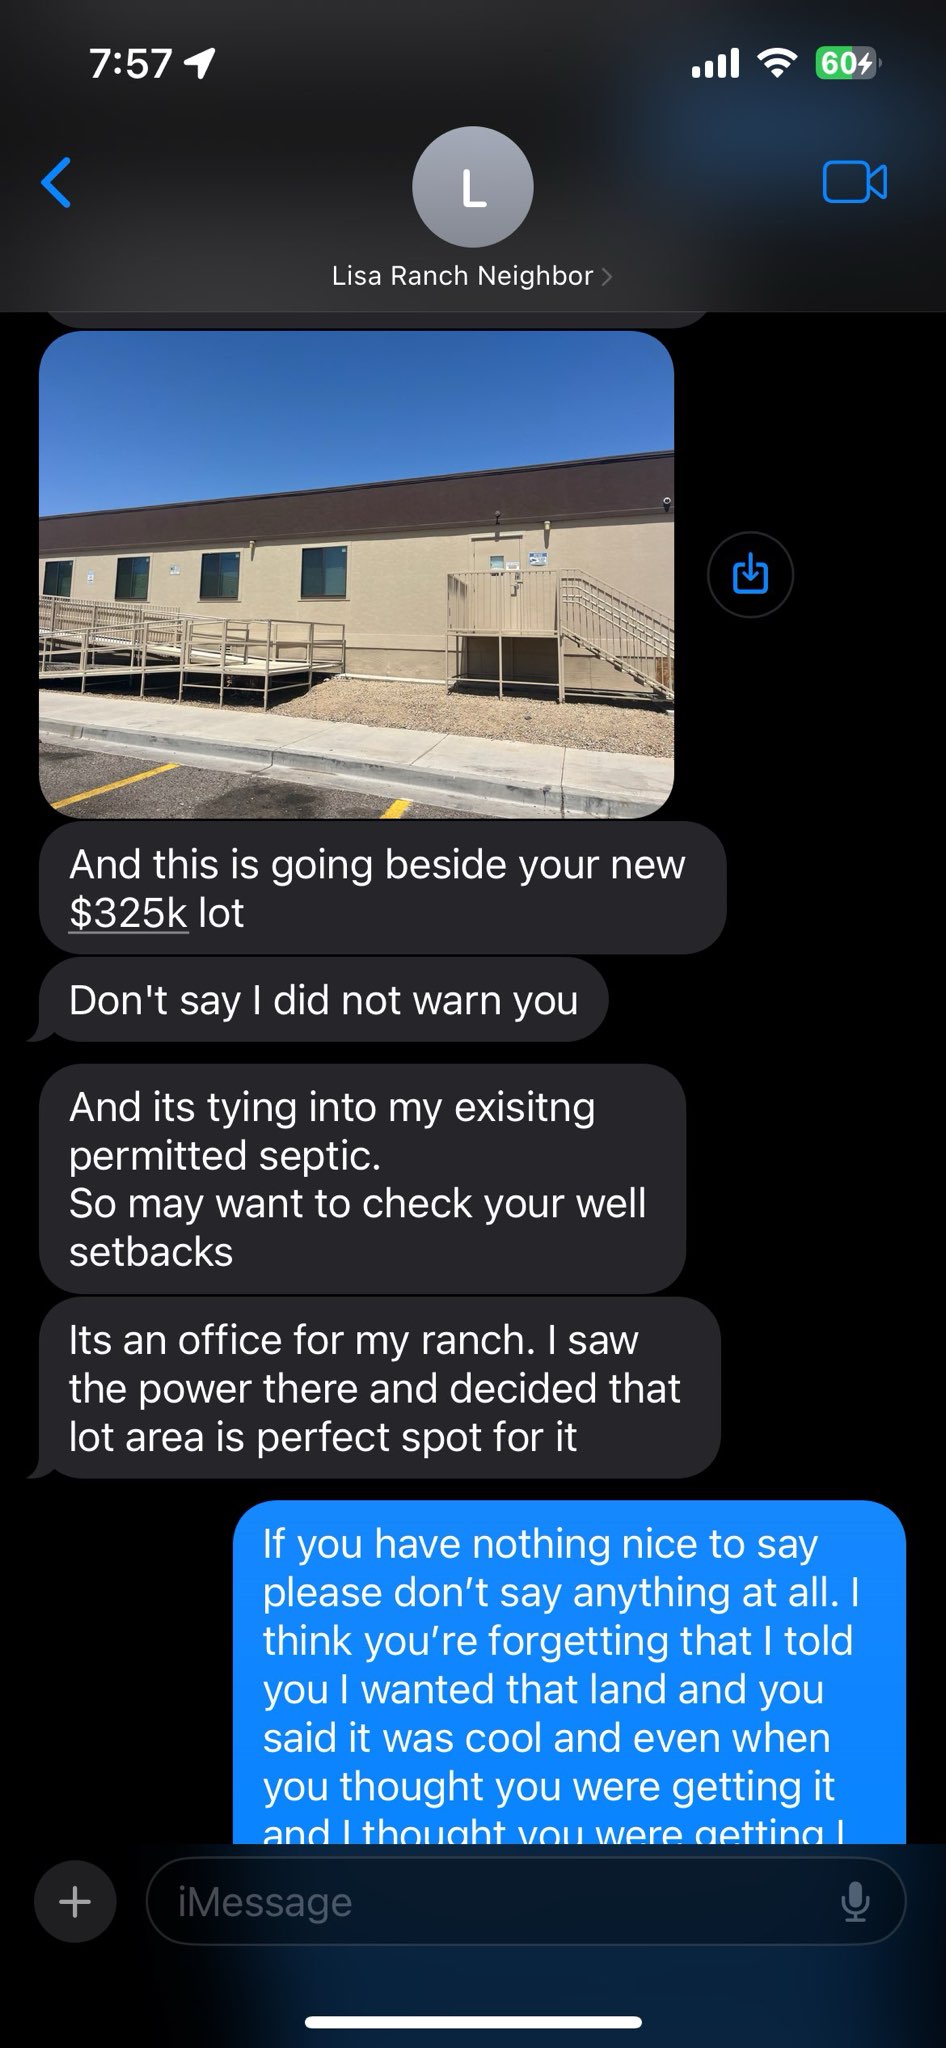 7:57
60
L
Lisa Ranch Neighbor
And this is going beside your new
$325k lot
Don't say I did not warn you
And its tying into my exisitng
permitted septic.
So may want to check your well
setbacks
Its an office for my ranch. I saw
the power there and decided that
lot area is perfect spot for it
If you have nothing nice to say
please don’t say anything at all. I
think you’re forgetting that I told
you I wanted that land and you
said it was cool and even when
you thought you were getting it
and I thought you were getting I
iMessage